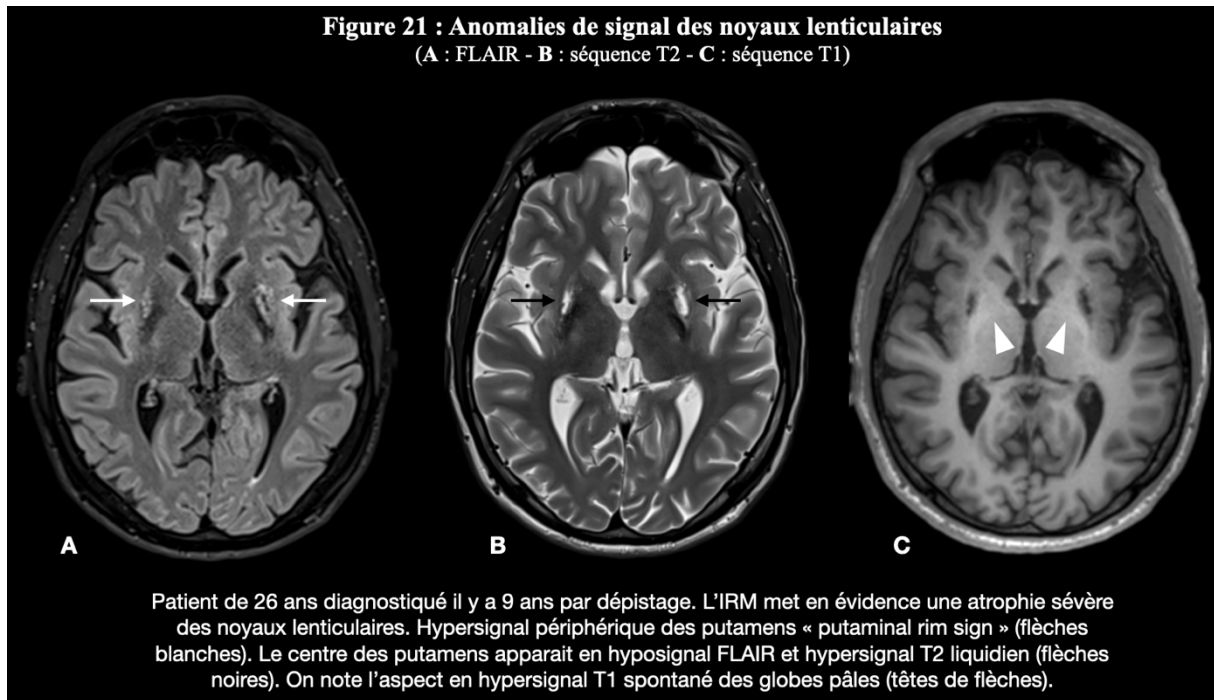 Figure 21 : Anomalies de signal des noyaux lenticulaires
(A : FLAIR - B : séquence T2 - C : séquence T1)
A
B
C
Patient de 26 ans diagnostiqué il y a 9 ans par dépistage. L’IRM met en évidence une atrophie sévère
des noyaux lenticulaires. Hypersignal périphérique des putamens « putaminal rim sign » (flèches
blanches). Le centre des putamens apparait en hyposignal FLAIR et hypersignal T2 liquidien (flèches
noires). On note l’aspect en hypersignal T1 spontané des globes pâles (têtes de flèches).